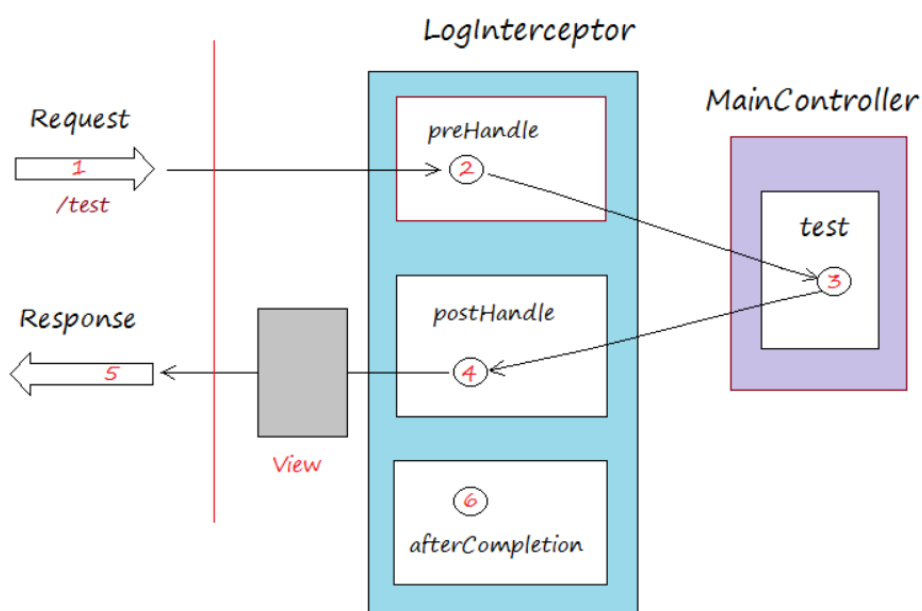 LogInterceptor
MainController
Request
1
/test
preHandle
2
test
3
Response
5
View
postHandle
4
6
afterCompletion